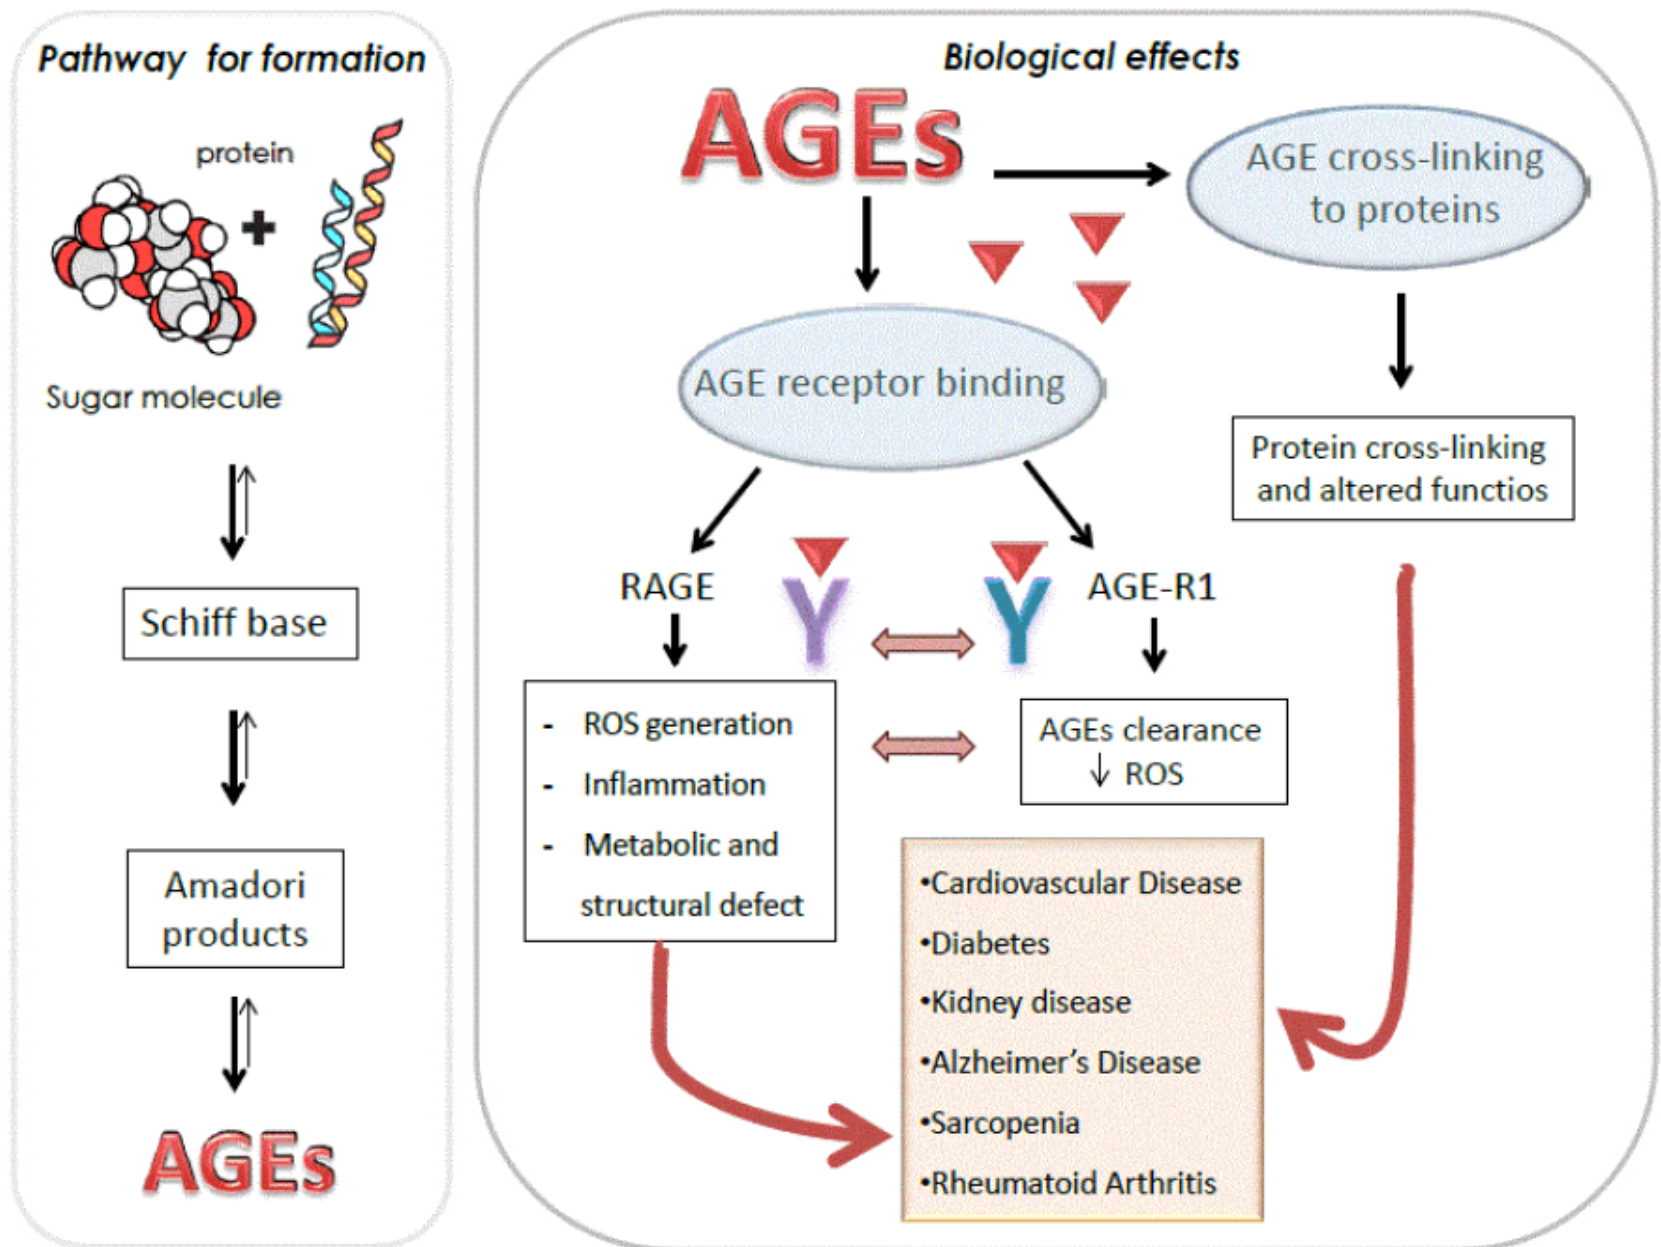 Pathway for formation
protein
+
Sugar molecule
Schiff base
Amadori
products
AGEs
Biological effects
AGEs
AGE cross-linking
to proteins
AGE receptor binding
Protein cross-linking
and altered functios
RAGE
Y
Y
AGE-R1
- ROS generation
- Inflammation
- Metabolic and
structural defect
AGEs clearance
↓ ROS
•Cardiovascular Disease
•Diabetes
•Kidney disease
•Alzheimer’s Disease
•Sarcopenia
•Rheumatoid Arthritis